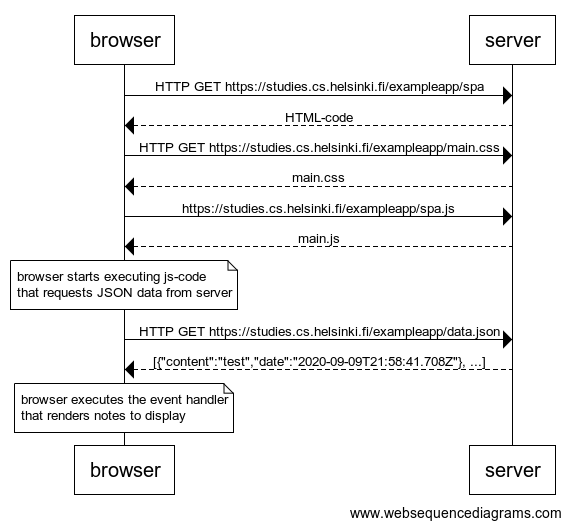 browser
server
HTTP GET https://studies.cs.helsinki.fi/exampleapp/spa
HTML-code
HTTP GET https://studies.cs.helsinki.fi/exampleapp/main.css
main.css
https://studies.cs.helsinki.fi/exampleapp/spa.js
main.js
browser starts executing js-code
that requests JSON data from server
HTTP GET https://studies.cs.helsinki.fi/exampleapp/data.json
[{"content":"test","date":"2020-09-09T21:58:41.708Z"}, ...]
browser executes the event handler
that renders notes to display
browser
server
www.websequencediagrams.com